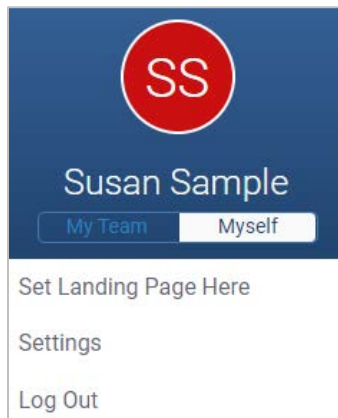 SS
Susan Sample
My Team Myself
Set Landing Page Here
Settings
Log Out